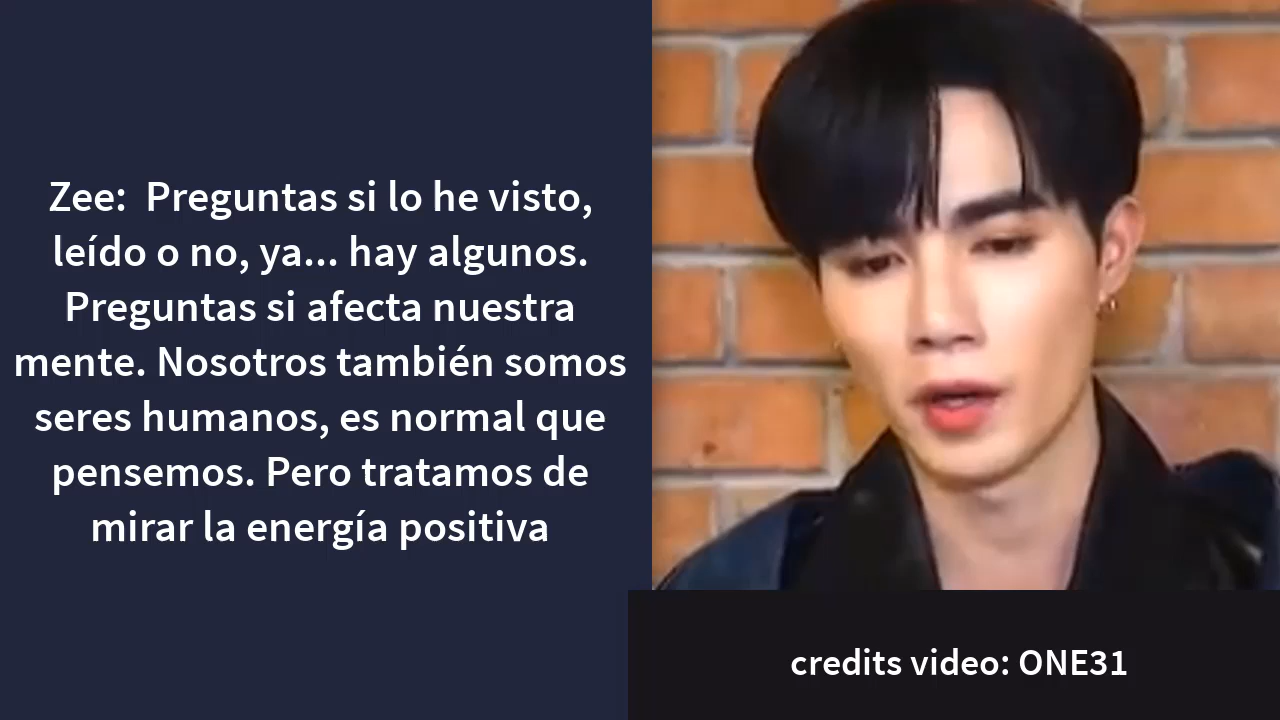 Zee:  Preguntas si lo he visto,
leído o no, ya... hay algunos.
Preguntas si afecta nuestra
mente. Nosotros también somos
seres humanos, es normal que
pensemos. Pero tratamos de
mirar la energía positiva
credits video: ONE31